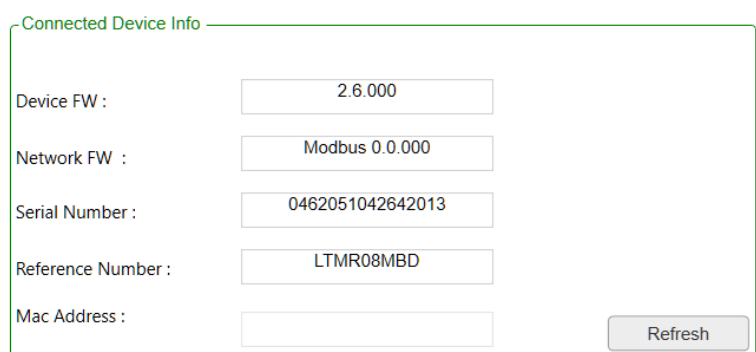 Connected Device Info
Device FW : 2.6.000
Network FW : Modbus 0.0.000
Serial Number : 0462051042642013
Reference Number : LTMR08MBD
Mac Address :
Refresh